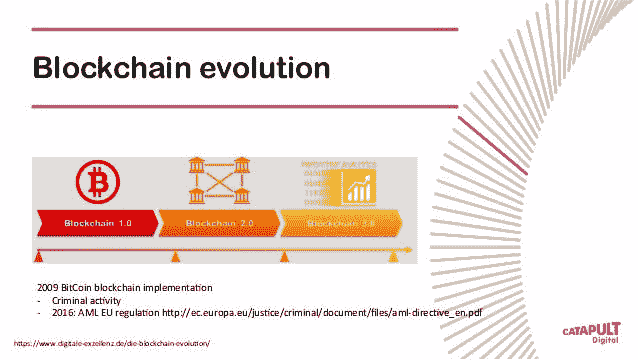 Blockchain evolution
Blockchain 1.0
Blockchain 2.0
Blockchain 3.0
2009 BitCoin blockchain implementation
- Criminal activity
- 2016: AML EU regulation http://ec.europa.eu/justice/criminal/document/files/aml-directive_en.pdf
https://www.digitale-exzellenz.de/die-blockchain-evolution/
CATAPULT
Digital